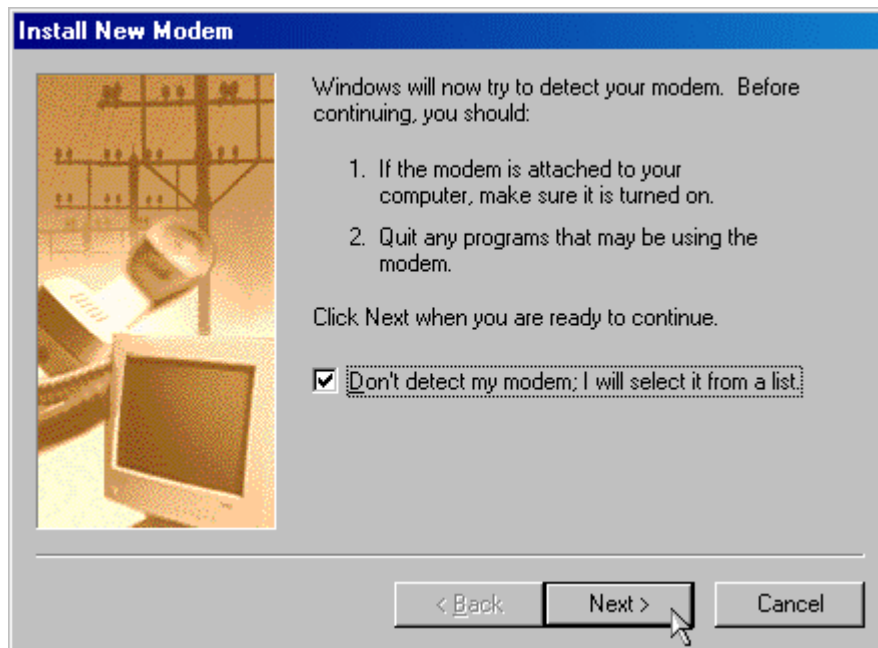 Install New Modem
Windows will now try to detect your modem.  Before
continuing, you should:
1.  If the modem is attached to your
computer, make sure it is turned on.
2.  Quit any programs that may be using the
modem.
Click Next when you are ready to continue.
Don't detect my modem; I will select it from a list.
< Back
Next >
Cancel